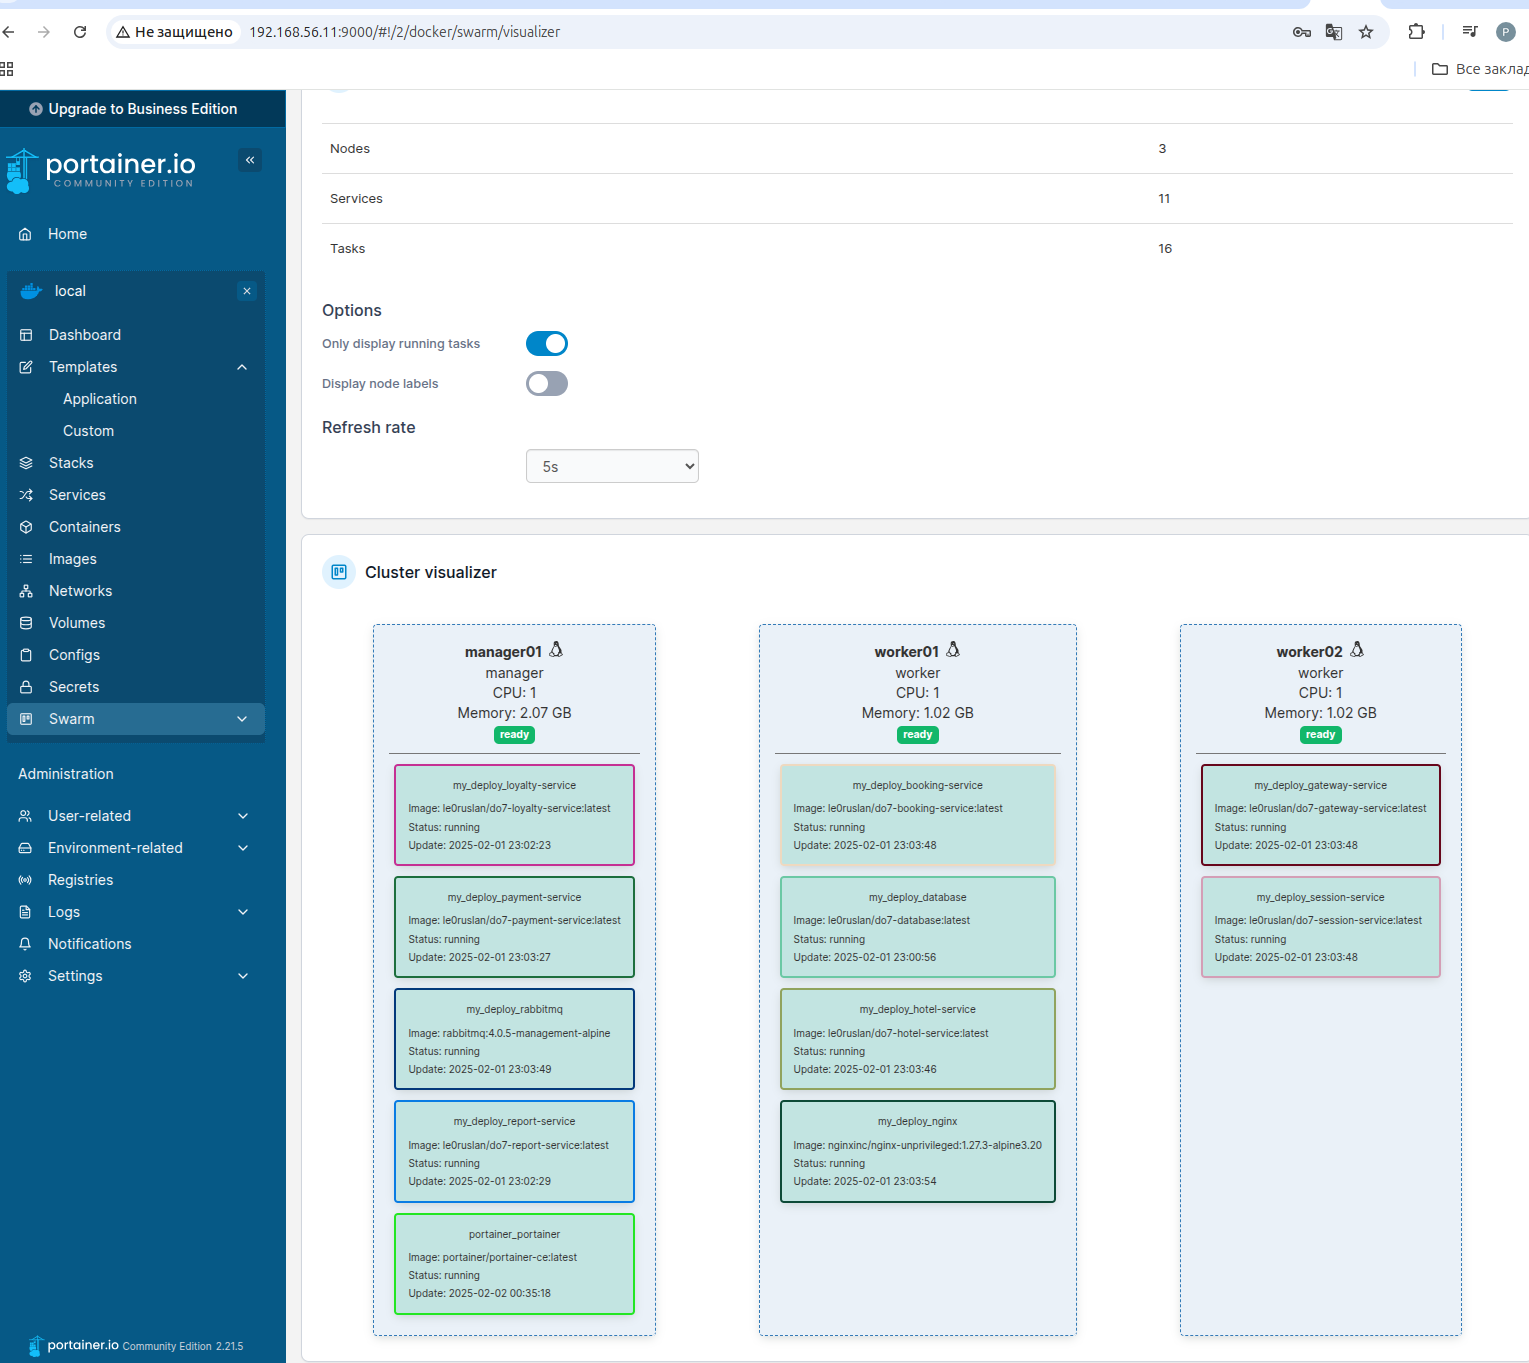 Не защищено
192.168.56.11:9000/#!/2/docker/swarm/visualizer
P
Все заклад
Upgrade to Business Edition
portainer.io
COMMUNITY EDITION
Home
local
Dashboard
Templates
Application
Custom
Stacks
Services
Containers
Images
Networks
Volumes
Configs
Secrets
Swarm
Administration
User-related
Environment-related
Registries
Logs
Notifications
Settings
portainer.io Community Edition 2.21.5
Nodes 3
Services 11
Tasks 16
Options
Only display running tasks
Display node labels
Refresh rate
5s
Cluster visualizer
manager01
manager
CPU: 1
Memory: 2.07 GB
ready
my_deploy_loyalty-service
Image: le0ruslan/do7-loyalty-service:latest
Status: running
Update: 2025-02-01 23:02:23
my_deploy_payment-service
Image: le0ruslan/do7-payment-service:latest
Status: running
Update: 2025-02-01 23:03:27
my_deploy_rabbitmq
Image: rabbitmq:4.0.5-management-alpine
Status: running
Update: 2025-02-01 23:03:49
my_deploy_report-service
Image: le0ruslan/do7-report-service:latest
Status: running
Update: 2025-02-01 23:02:29
portainer_portainer
Image: portainer/portainer-ce:latest
Status: running
Update: 2025-02-02 00:35:18
worker01
worker
CPU: 1
Memory: 1.02 GB
ready
my_deploy_booking-service
Image: le0ruslan/do7-booking-service:latest
Status: running
Update: 2025-02-01 23:03:48
my_deploy_database
Image: le0ruslan/do7-database:latest
Status: running
Update: 2025-02-01 23:00:56
my_deploy_hotel-service
Image: le0ruslan/do7-hotel-service:latest
Status: running
Update: 2025-02-01 23:03:46
my_deploy_nginx
Image: nginxinc/nginx-unprivileged:1.27.3-alpine3.20
Status: running
Update: 2025-02-01 23:03:54
worker02
worker
CPU: 1
Memory: 1.02 GB
ready
my_deploy_gateway-service
Image: le0ruslan/do7-gateway-service:latest
Status: running
Update: 2025-02-01 23:03:48
my_deploy_session-service
Image: le0ruslan/do7-session-service:latest
Status: running
Update: 2025-02-01 23:03:48